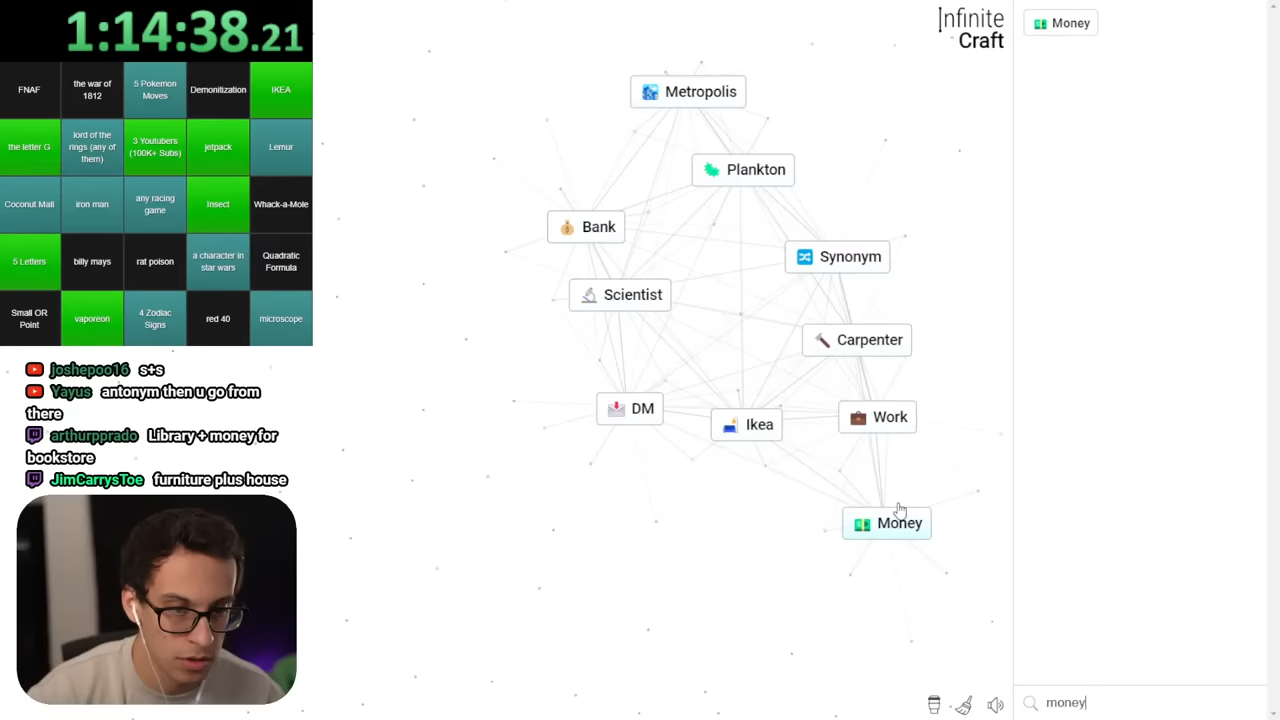 1:14:38.21
FNAF
the war of
1812
5 Pokemon
Moves
Demonitization
IKEA
the letter G
lord of the
rings (any of
them)
3 Youtubers
(100K+ Subs)
jetpack
Lemur
Coconut Mall
iron man
any racing
game
Insect
Whack-a-Mole
5 Letters
billy mays
rat poison
a character in
star wars
Quadratic
Formula
Small OR
Point
vaporeon
4 Zodiac
Signs
red 40
microscope
joshepoo16 s+s
Yayus antonym then u go from
there
arthurpprado Library + money for
bookstore
JimCarrysToe furniture plus house
Infinite
Craft
Metropolis
Plankton
Bank
Synonym
Scientist
Carpenter
DM
Ikea
Work
Money
Money
money